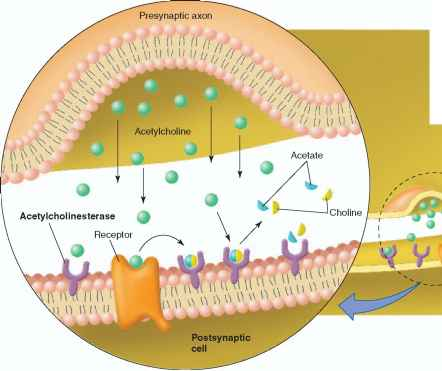 Presynaptic axon
Acetylcholine
Acetate
Choline
Acetylcholinesterase
Receptor
Postsynaptic
cell